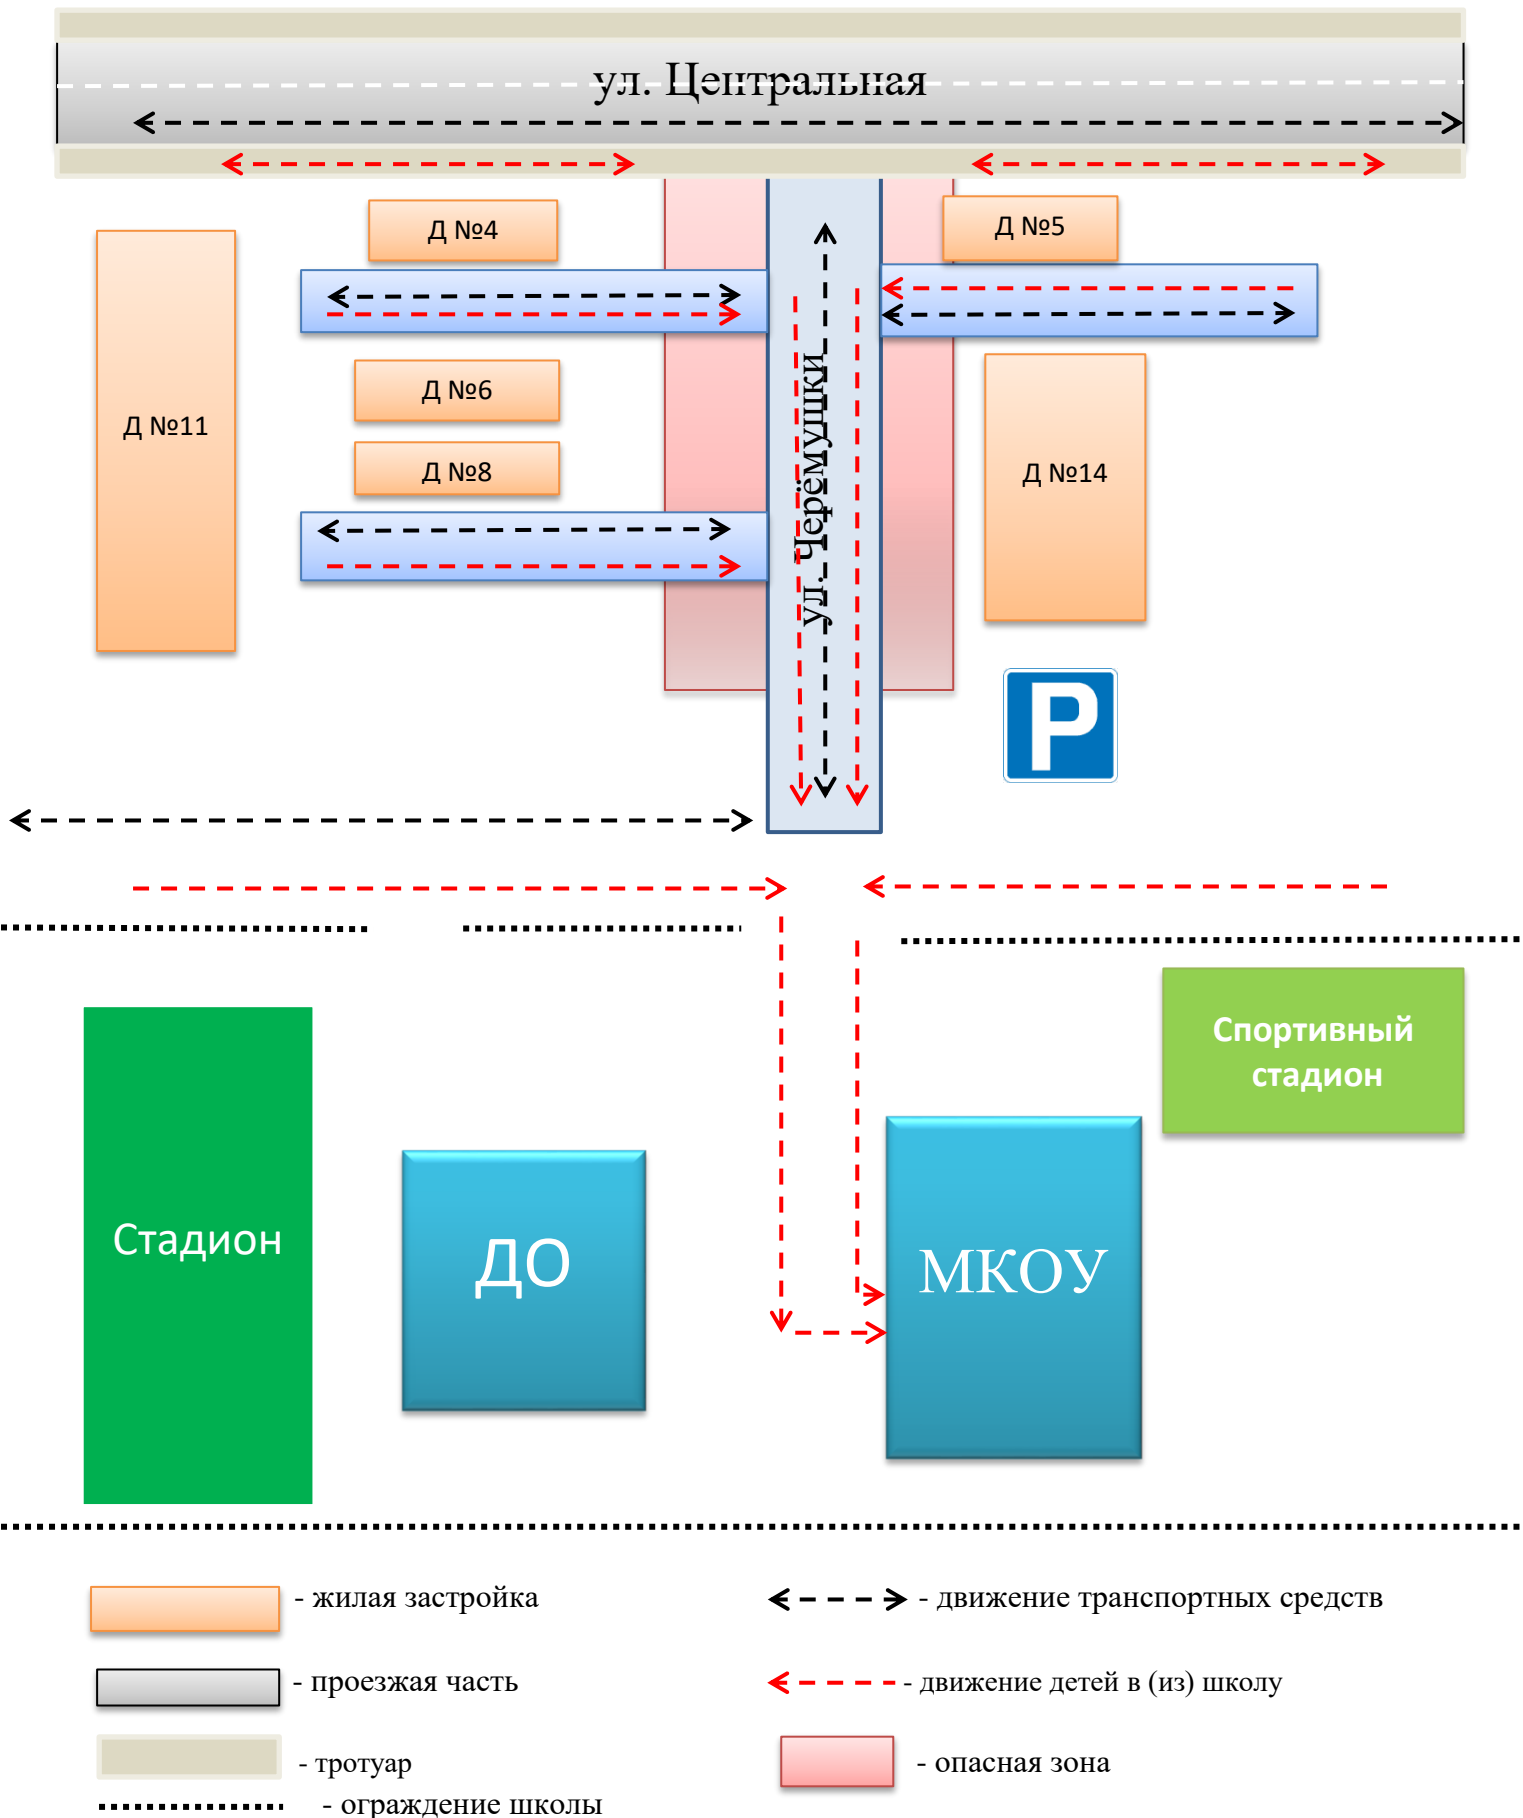 ул. Центральная
Д №4
Д №5
Д №11
Д №6
Д №8
ул. Черёмушки
Д №14
P
Спортивный
стадион
Стадион
ДО
МКОУ
- жилая застройка
- движение транспортных средств
- проезжая часть
- движение детей в (из) школу
- тротуар
- опасная зона
- ограждение школы